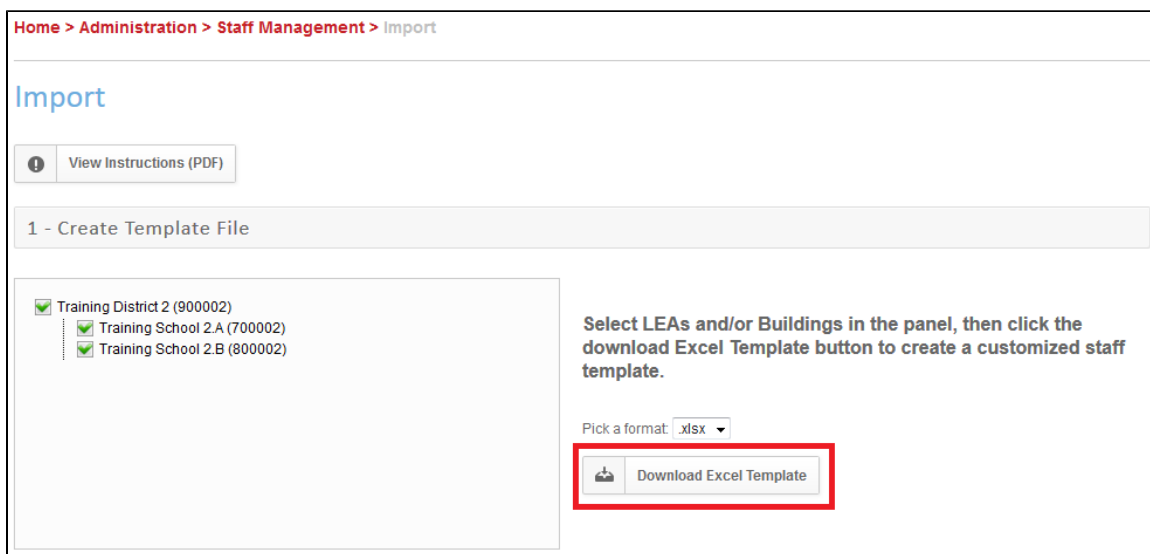 Home > Administration > Staff Management > Import
Import
View Instructions (PDF)
1 - Create Template File
Training District 2 (900002)
Training School 2.A (700002)
Training School 2.B (800002)
Select LEAs and/or Buildings in the panel, then click the
download Excel Template button to create a customized staff
template.
Pick a format: .xlsx
Download Excel Template